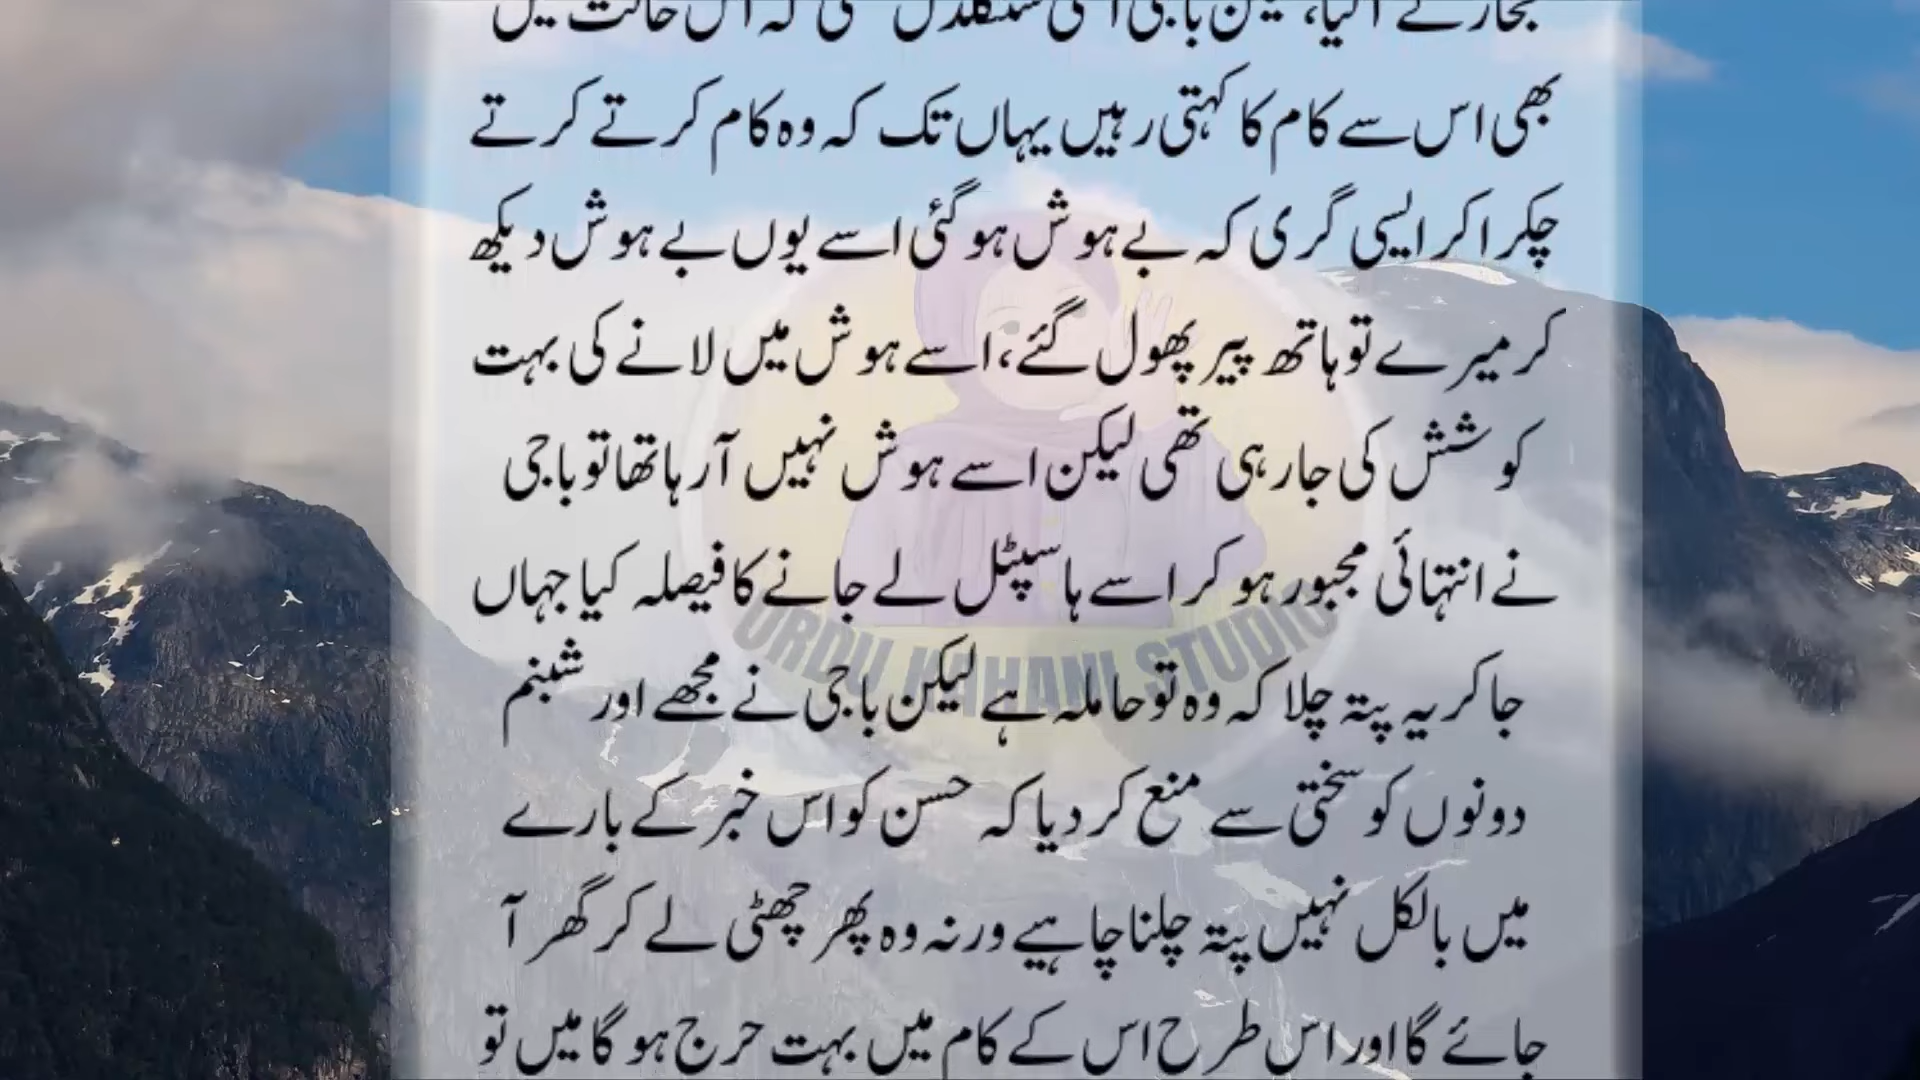 بھی اس سے کام کا کہتی رہیں یہاں تک کہ وہ کام کرتے کرتے
چکرا کر ایسی گری کہ بے ہوش ہو گئی اسے یوں بے ہوش دیکھ
کر میرے تو ہاتھ پیر پھول گئے، اسے ہوش میں لانے کی بہت
کوشش کی جا رہی تھی لیکن اسے ہوش نہیں آ رہا تھا تو باجی
نے انتہائی مجبور ہو کر اسے ہاسپٹل لے جانے کا فیصلہ کیا جہاں
جا کر یہ پتہ چلا کہ وہ تو حاملہ ہے لیکن باجی نے مجھے اور شبنم
دونوں کو سختی سے منع کر دیا کہ حسن کو اس خبر کے بارے
میں بالکل نہیں پتہ چلنا چاہیے ورنہ وہ پھر چھٹی لے کر گھر آ
جائے گا اور اس طرح اس کے کام میں بہت حرج ہو گا میں تو
URDU KAHANI STUDIO